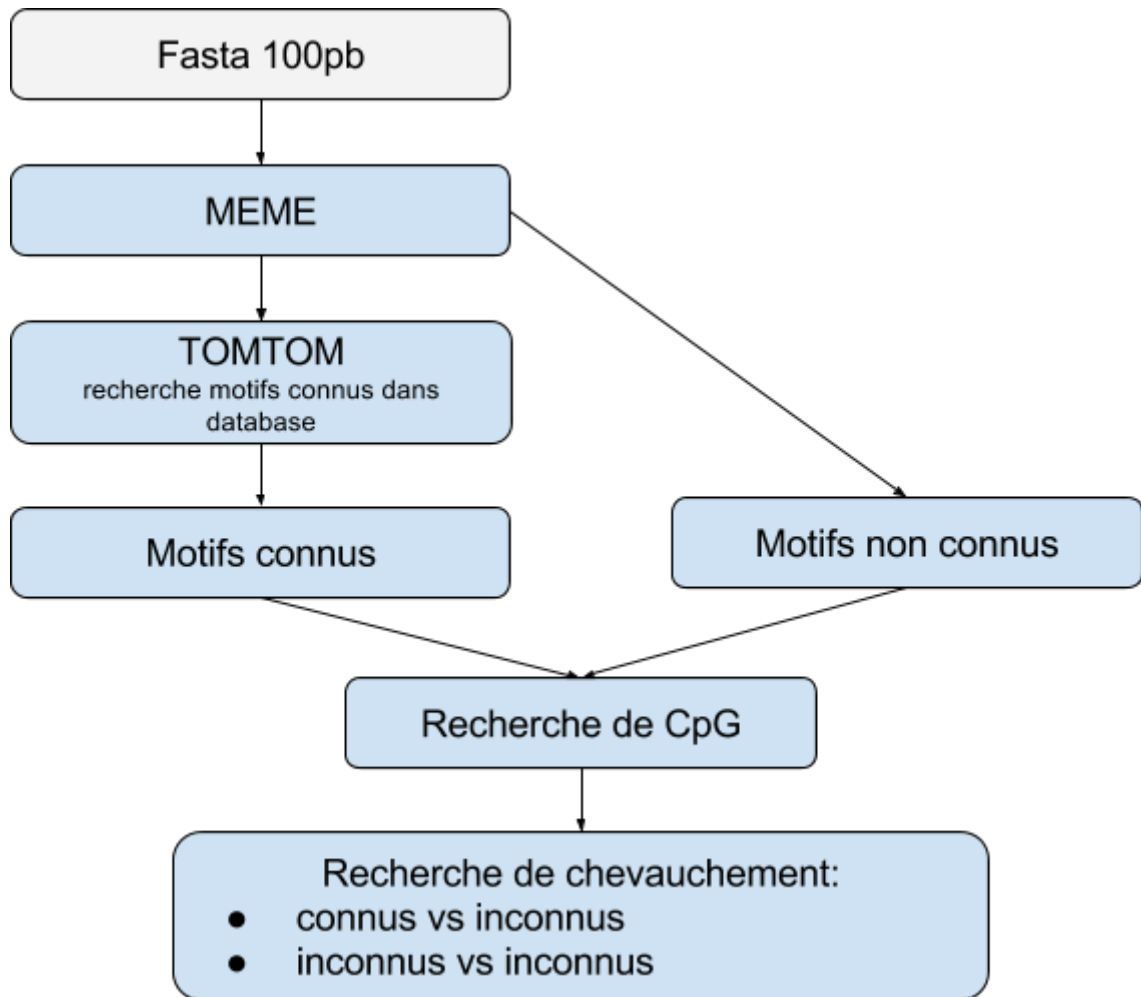 Fasta 100pb
MEME
TOMTOM
recherche motifs connus dans
database
Motifs connus
Motifs non connus
Recherche de CpG
Recherche de chevauchement:
● connus vs inconnus
● inconnus vs inconnus